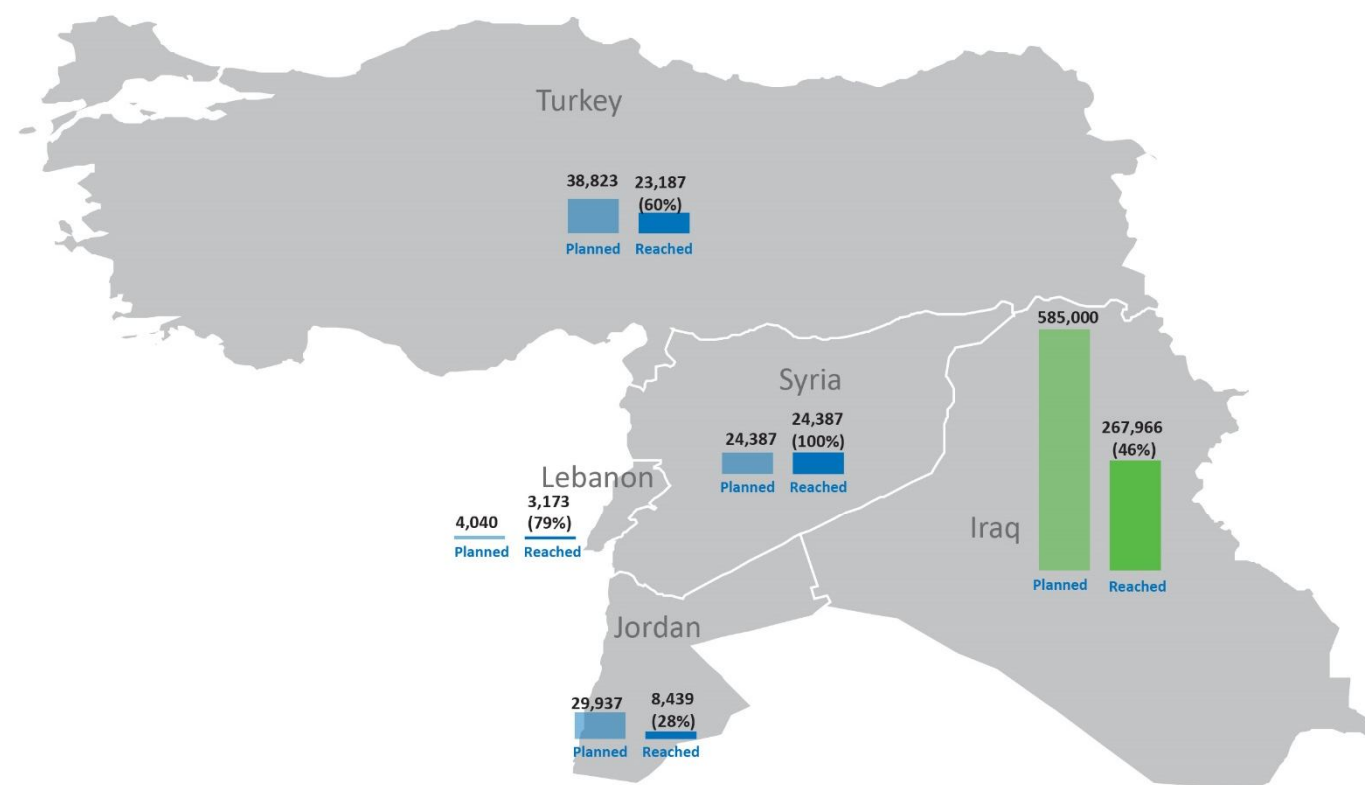 Turkey
38,823
23,187
(60%)
Planned
Reached
585,000
267,966
(46%)
Iraq
Planned
Reached
Syria
24,387
24,387
(100%)
Planned
Reached
Lebanon
4,040
3,173
(79%)
Planned
Reached
Jordan
29,937
8,439
(28%)
Planned
Reached